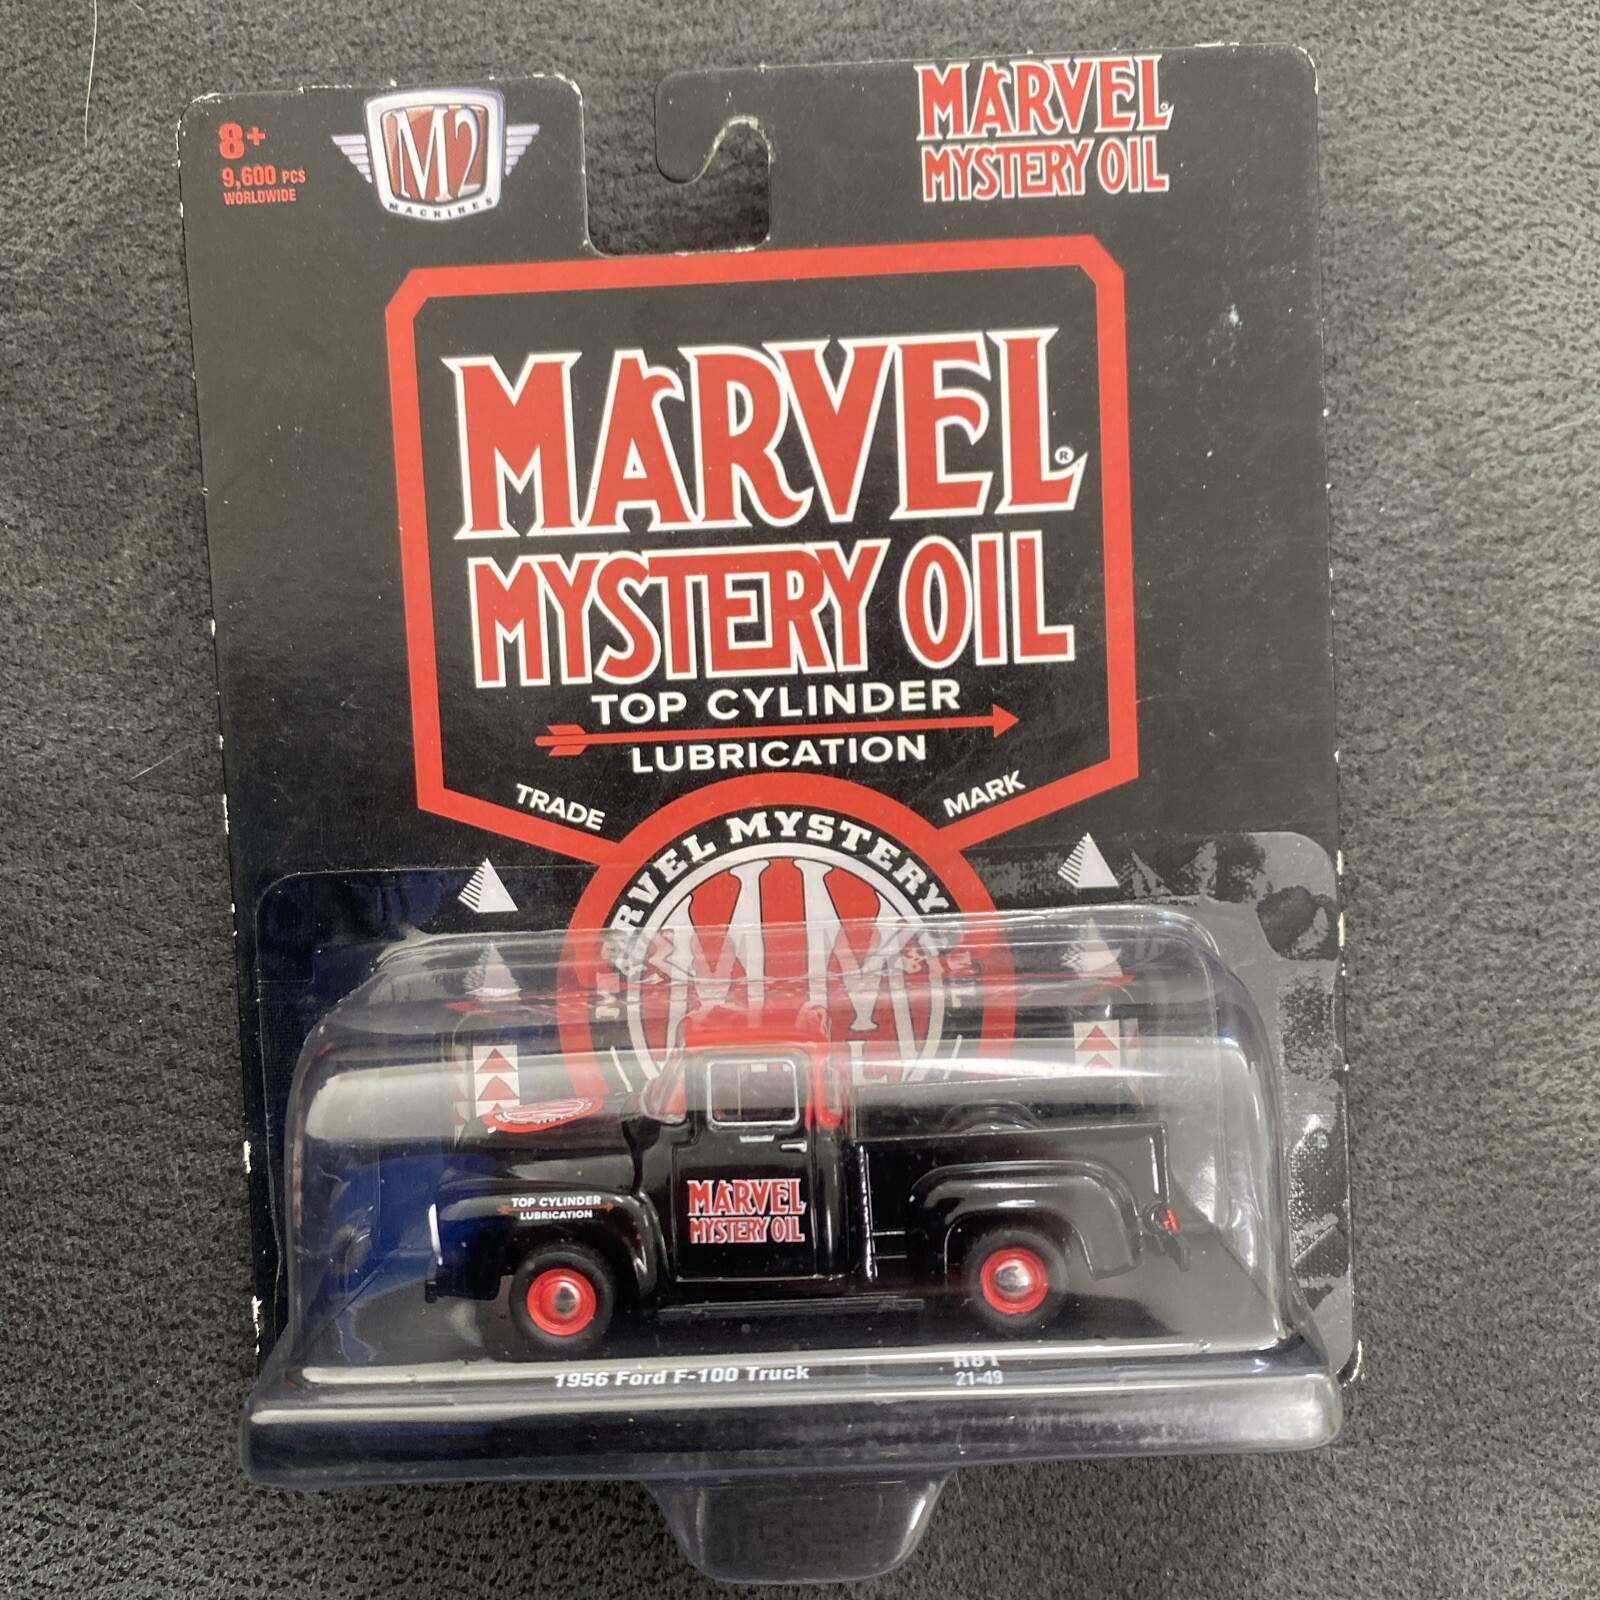 8+
9,600 PCS
WORLDWIDE
M2
MACHINES
MARVEL
MYSTERY OIL
MARVEL®
MYSTERY OIL
TOP CYLINDER
LUBRICATION
TRADE
MARK
MARVEL MYSTERY
MM
TOP CYLINDER
LUBRICATION
MARVEL
MYSTERY OIL
1956 Ford F-100 Truck
R81
21-49